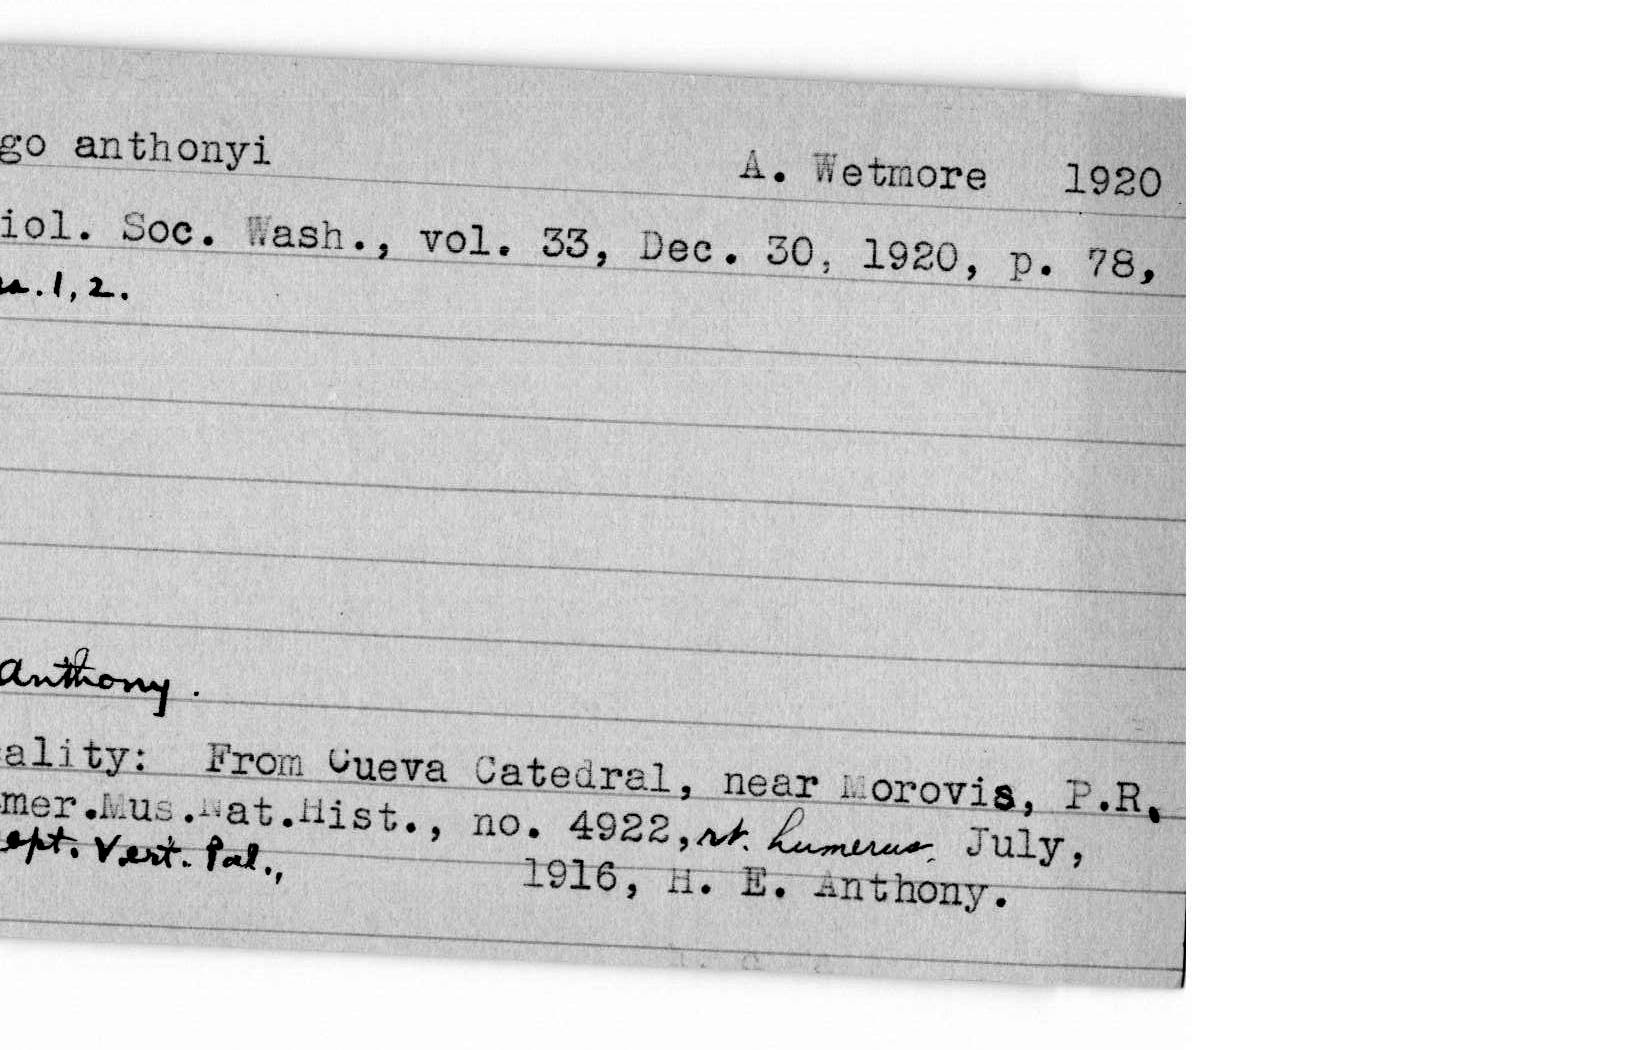 go anthonyi A. Wetmore 1920
iol. Soc. Wash., vol. 33, Dec. 30, 1920, p. 78,
1, 2.
Anthony.
ality: From Cueva Catedral, near Morovis, P.R.
mer.Mus.Nat.Hist., no. 4922, rt. humerus, July,
ept. Vert. Pal., 1916, H. E. Anthony.